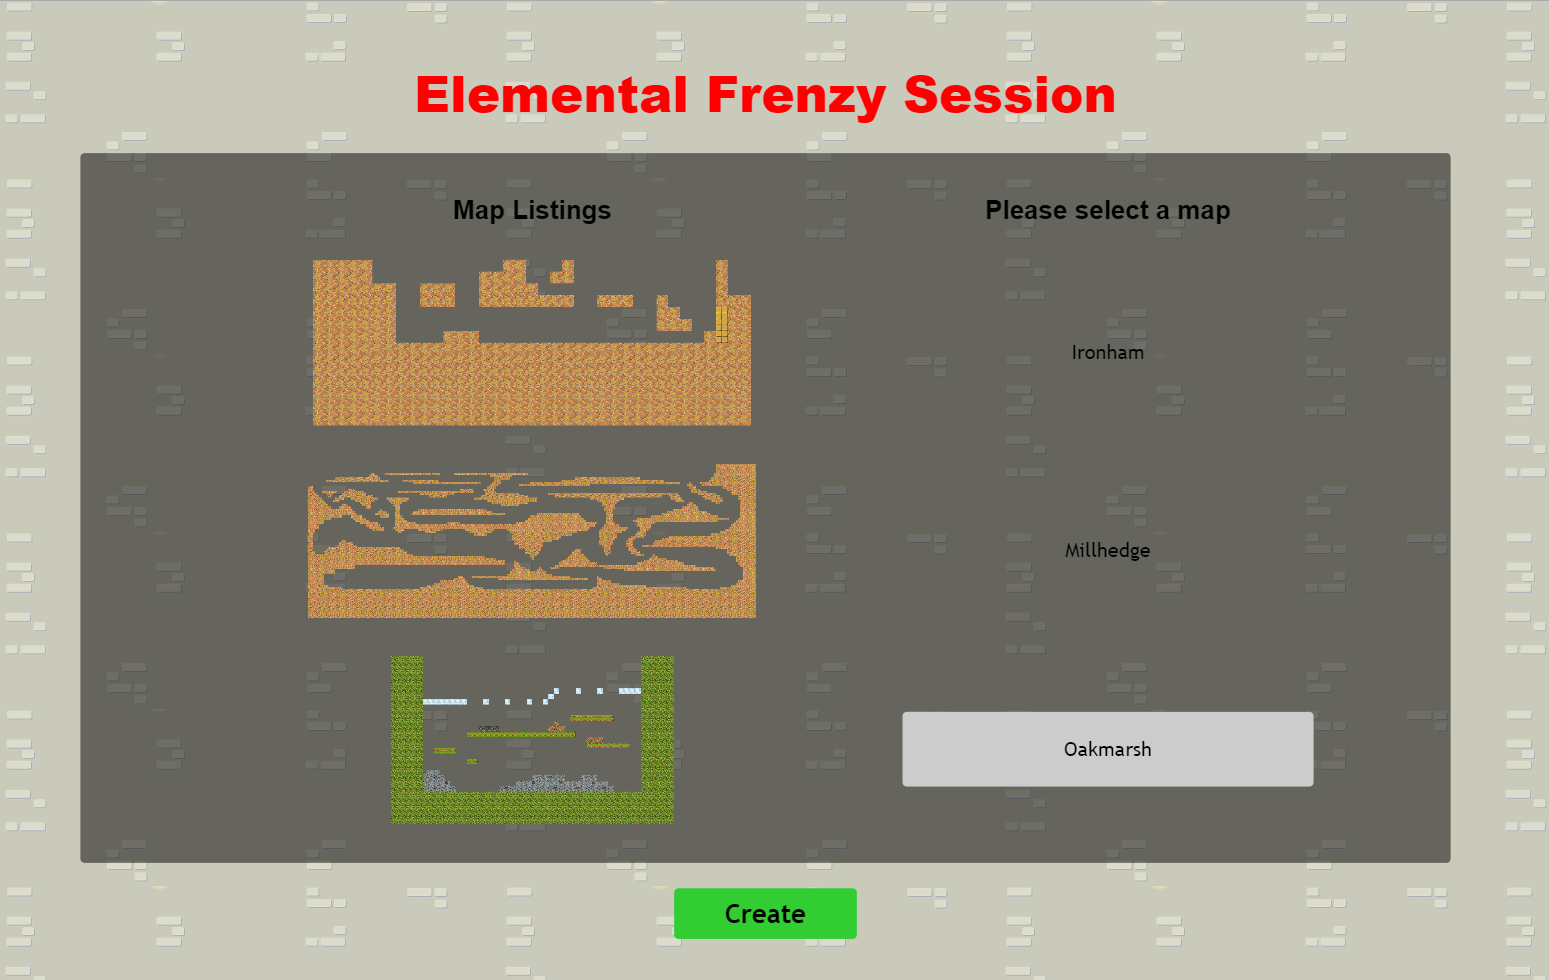 Elemental Frenzy Session
Map Listings
Please select a map
Ironham
Millhedge
Oakmarsh
Create